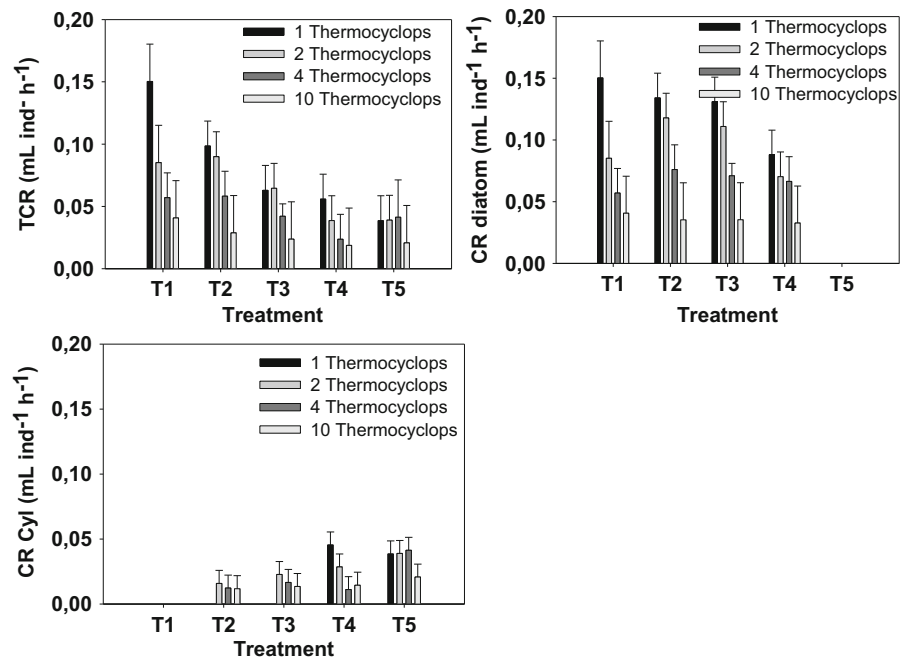 0,20
0,15
0,10
0,05
0,00
TCR (mL ind- h-1)
1 Thermocyclops
2 Thermocyclops
4 Thermocyclops
10 Thermocyclops
T1 T2 T3 T4 T5
Treatment
0,20
0,15
0,10
0,05
0,00
CR diatom (mL ind-1 h-1)
1 Thermocyclops
2 Thermocyclops
4 Thermocyclops
10 Thermocyclops
T1 T2 T3 T4 T5
Treatment
0,20
0,15
0,10
0,05
0,00
CR Cyl (mL ind-1 h-1)
1 Thermocyclops
2 Thermocyclops
4 Thermocyclops
10 Thermocyclops
T1 T2 T3 T4 T5
Treatment